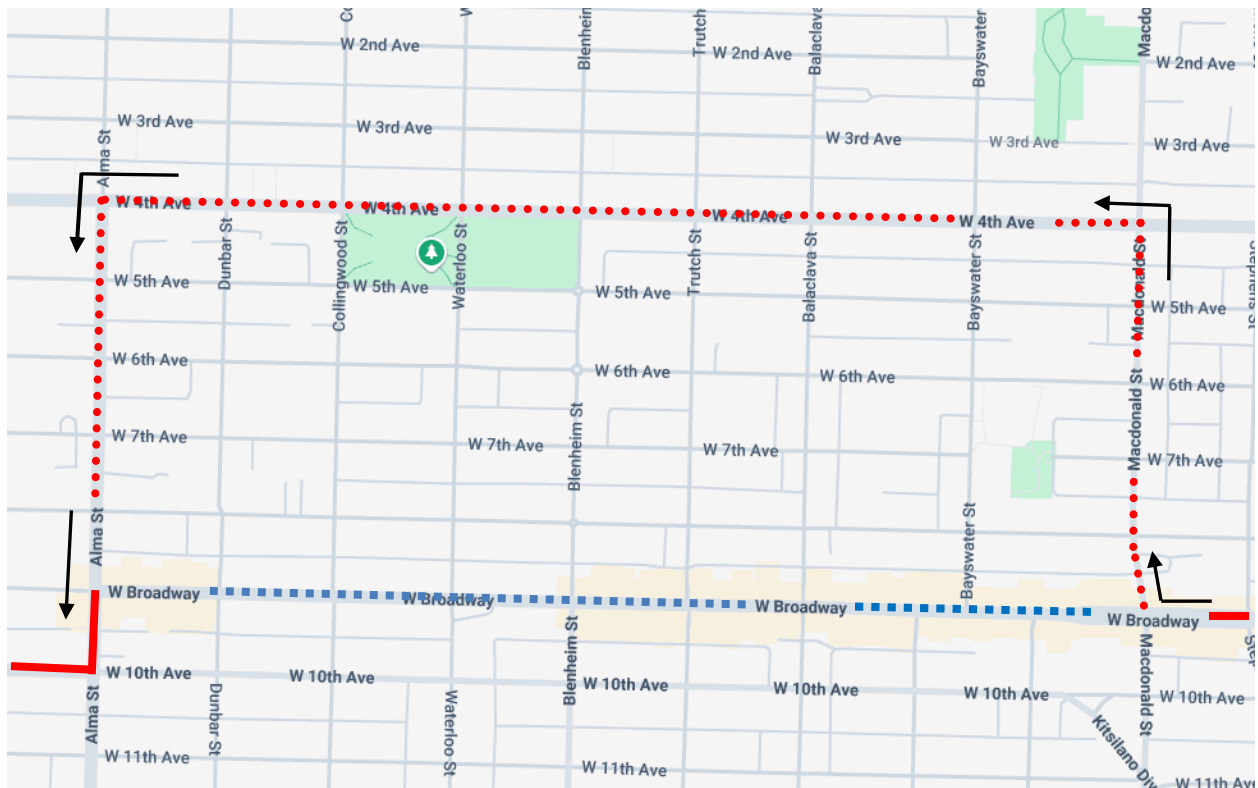 W 2nd Ave
Blenheim
Trutch
W 2nd Ave
Balaclava
Bayswater
Macdo
W 2nd Ave
W 3rd Ave
W 3rd Ave
W 3rd Ave
W 3rd Ave
W 3rd Ave
Alma St
W 4th Ave
W 4th Ave
W 4th Ave
W 4th Ave
Dunbar St
Collingwood St
Waterloo St
Trutch St
Balaclava St
Bayswater St
Macdonald St
W 5th Ave
W 5th Ave
W 5th Ave
W 5th Ave
W 6th Ave
W 6th Ave
W 6th Ave
W 6th Ave
Macdonald St
W 7th Ave
W 7th Ave
W 7th Ave
W 7th Ave
Blenheim St
Alma St
Bayswater St
W Broadway
W Broadway
W Broadway
W Broadway
Blenheim St
Macdonald St
W 10th Ave
W 10th Ave
W 10th Ave
W 10th Ave
W 10th Ave
W 10th Ave
Alma St
Dunbar St
Waterloo St
Kitsilano Div
W 11th Ave
W 11th Ave
W 11th Ave